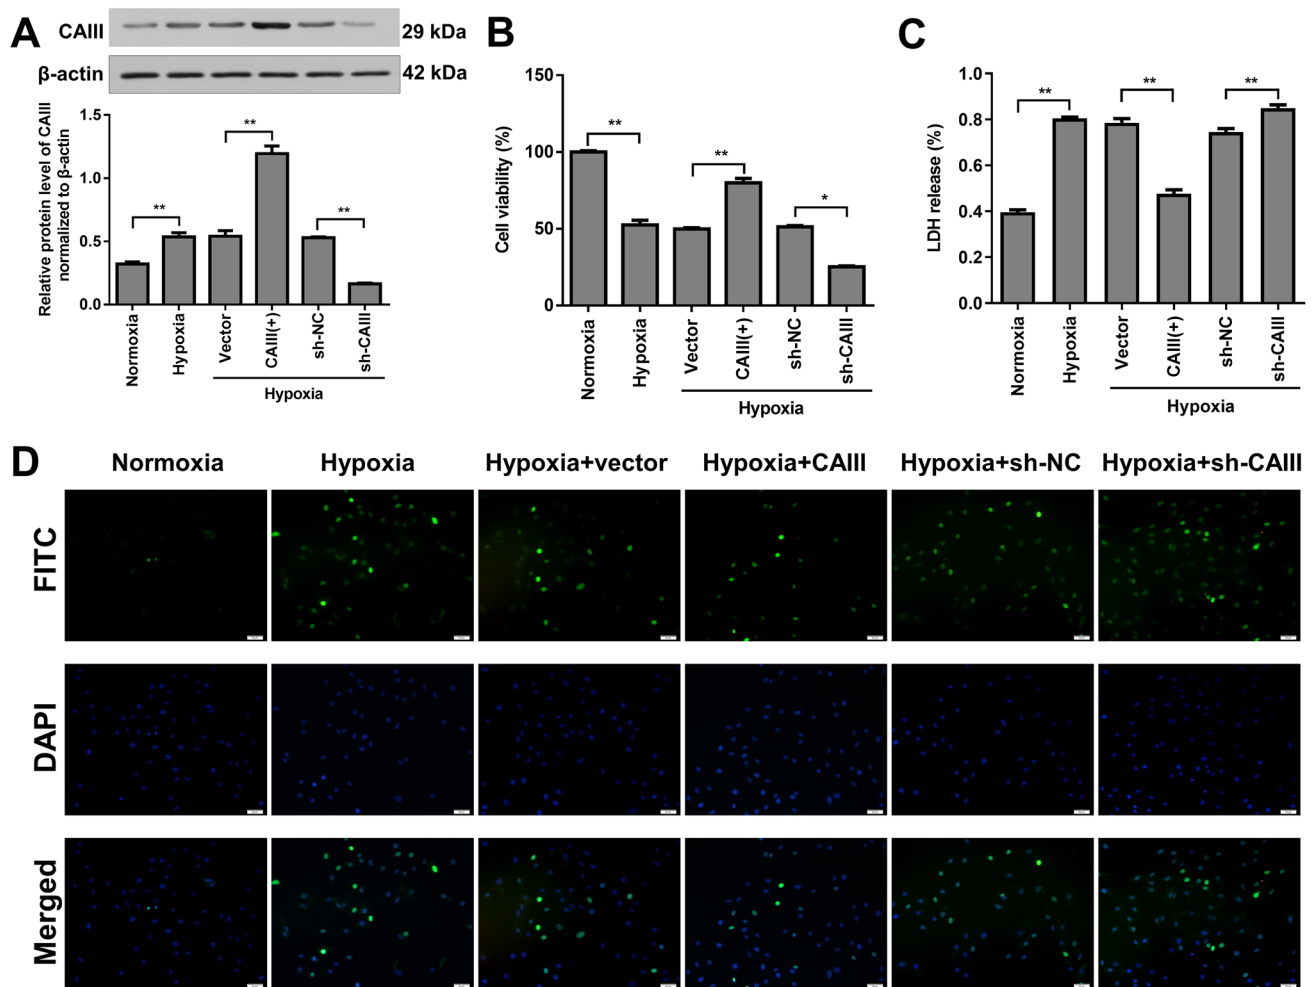 A
CAIII
29 kDa
β-actin
42 kDa
Relative protein level of CAIII
normalized to β-actin
1.5
1.0
0.5
0.0
**
**
**
Normoxia
Hypoxia
Vector
CAIII(+)
sh-NC
sh-CAIII
Hypoxia
B
Cell viability (%)
150
100
50
0
**
**
*
Normoxia
Hypoxia
Vector
CAIII(+)
sh-NC
sh-CAIII
Hypoxia
C
LDH release (%)
1.0
0.8
0.6
0.4
0.2
0.0
**
**
**
Normoxia
Hypoxia
Vector
CAIII(+)
sh-NC
sh-CAIII
Hypoxia
D
Normoxia
Hypoxia
Hypoxia+vector
Hypoxia+CAIII
Hypoxia+sh-NC
Hypoxia+sh-CAIII
FITC
DAPI
Merged